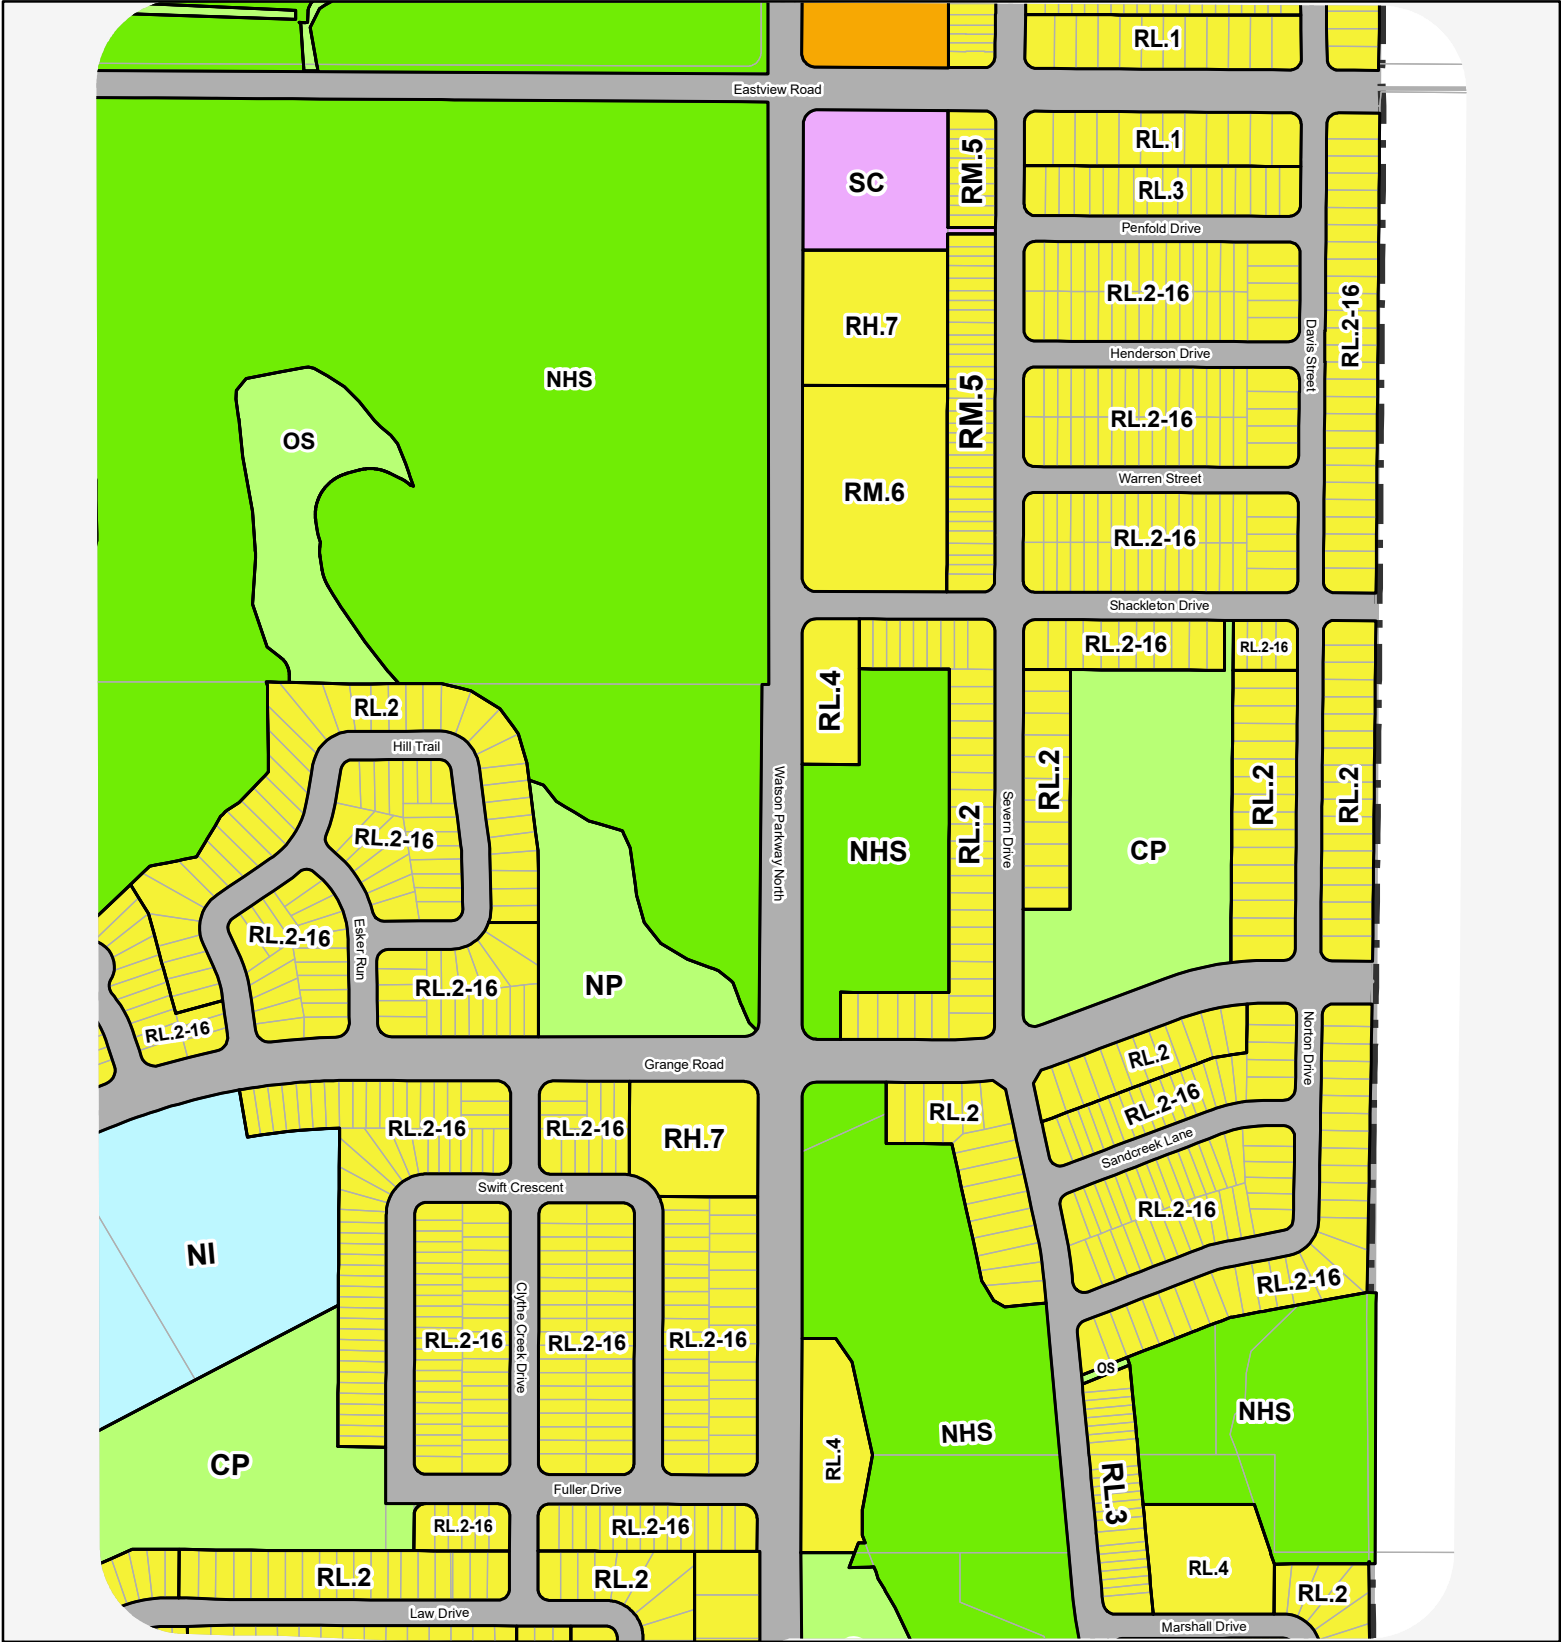 RL.1
Eastview Road
SC
RM.5
RL.1
RL.3
Penfold Drive
RL.2-16
RL.2-16
RH.7
Henderson Drive
Davis Street
NHS
OS
RM.5
RL.2-16
RM.6
Warren Street
RL.2-16
Shackleton Drive
RL.2-16
RL.2-16
RL.4
RL.2
Hill Trail
RL.2
RL.2
RL.2
Watson Parkway North
RL.2-16
NHS
RL.2
Severn Drive
CP
RL.2-16
Esker Run
RL.2-16
NP
RL.2-16
Grange Road
Norton Drive
RL.2
RL.2-16
RL.2-16
RL.2-16
RH.7
RL.2
Sandcreek Lane
Swift Crescent
RL.2-16
NI
RL.2-16
Clythe Creek Drive
RL.2-16
RL.2-16
RL.2-16
OS
NHS
NHS
CP
RL.4
RL.3
Fuller Drive
RL.2-16
RL.2-16
RL.4
RL.2
RL.2
RL.2
Law Drive
Marshall Drive